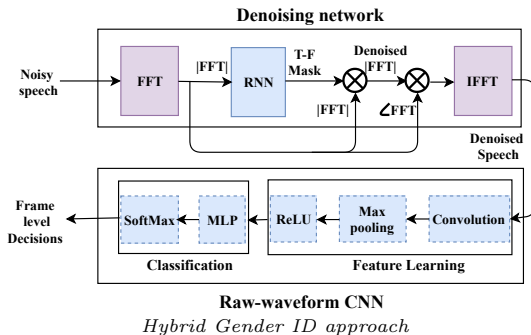 Denoising network
Noisy
speech
FFT
|FFT|
RNN
T-F
Mask
|FFT|
Denoised
|FFT|
∠FFT
IFFT
Denoised
Speech
Frame
level
Decisions
SoftMax
MLP
ReLU
Max
pooling
Convolution
Classification
Feature Learning
Raw-waveform CNN
Hybrid Gender ID approach